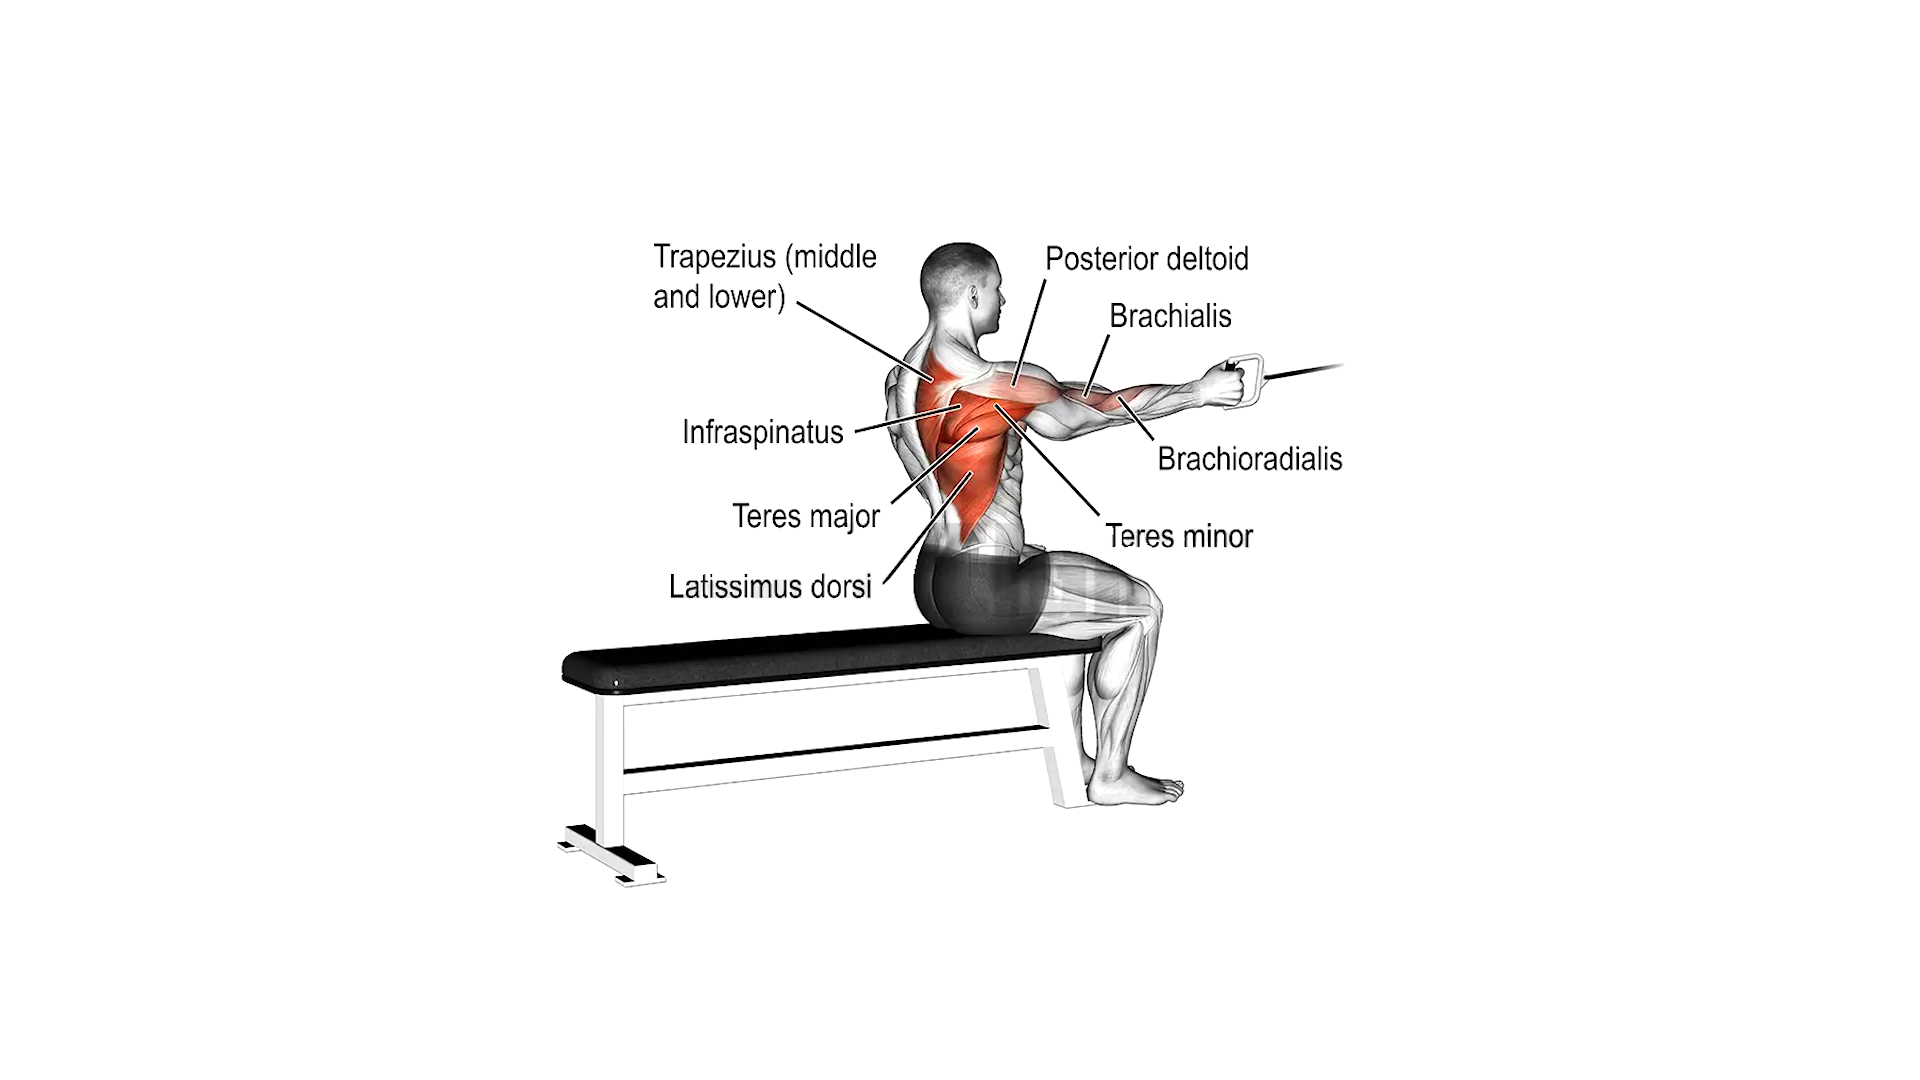 Trapezius (middle
and lower)
Posterior deltoid
Brachialis
Infraspinatus
Brachioradialis
Teres major
Teres minor
Latissimus dorsi